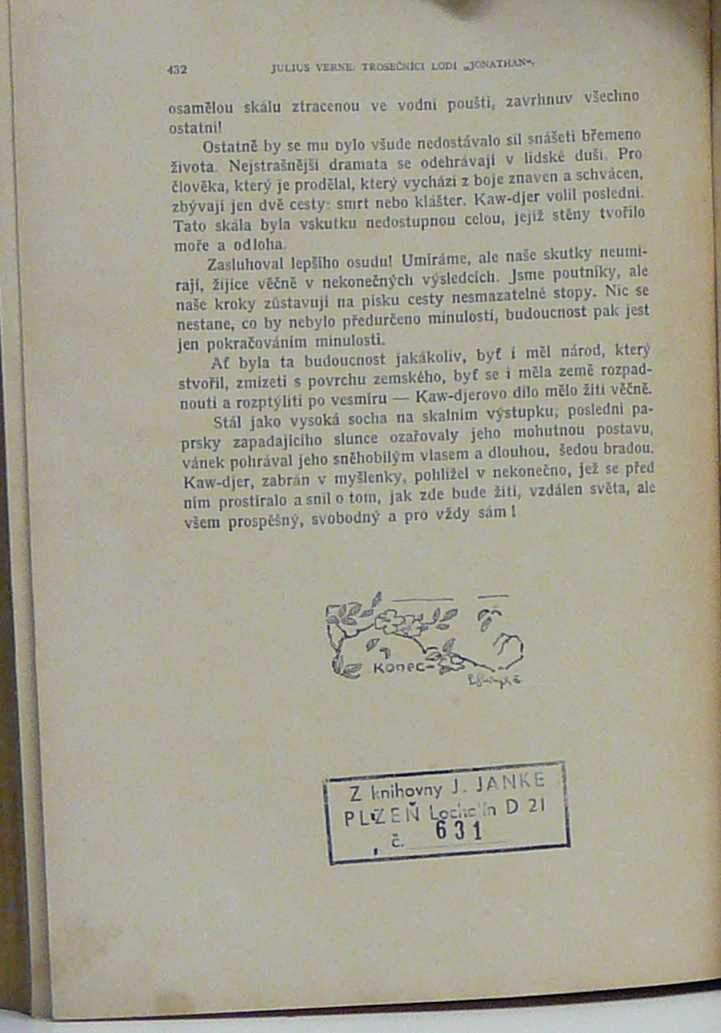 432 JULIUS VERNE. TROSEČNÍCI LODI „JONATHAN“.
osamělou skálu ztracenou ve vodní poušti, zavrhnuv všechno
ostatní!
Ostatně by se mu bylo všude nedostávalo sil snášeti břemeno
života. Nejstrašnější dramata se odehrávají v lidské duši. Pro
člověka, který je prodělal, který vychází z boje znaven a schvácen,
zbývají jen dvě cesty: smrt nebo klášter. Kaw-djer volil poslední.
Tato skála byla vskutku nedostupnou celou, jejíž stěny tvořilo
moře a odloha.
Zasluhoval lepšího osudu! Umíráme, ale naše skutky neumí-
rají, žijíce věčně v nekonečných výsledcích. Jsme poutníky, ale
naše kroky zůstavují na písku cesty nesmazatelné stopy. Nic se
nestane, co by nebylo předurčeno minulostí, budoucnost pak jest
jen pokračováním minulosti.
Ať byla ta budoucnost jakákoliv, byť i měl národ, který
stvořil, zmizeti s povrchu zemského, byť se i měla země rozpad-
nouti a rozptýliti po vesmíru — Kaw-djerovo dílo mělo žíti věčně.
Stál jako vysoká socha na skalním výstupku; poslední pa-
prsky zapadajícího slunce ozařovaly jeho mohutnou postavu,
vánek pohrával jeho sněhobílým vlasem a dlouhou, šedou bradou.
Kaw-djer, zabrán v myšlenky, pohlížel v nekonečno, jež se před
ním prostíralo a snil o tom, jak zde bude žíti, vzdálen světa, ale
všem prospěšný, svobodný a pro vždy sám!
Konec-
Z knihovny J. JANKE
PLZEŇ Lochotín D 21
č. 631